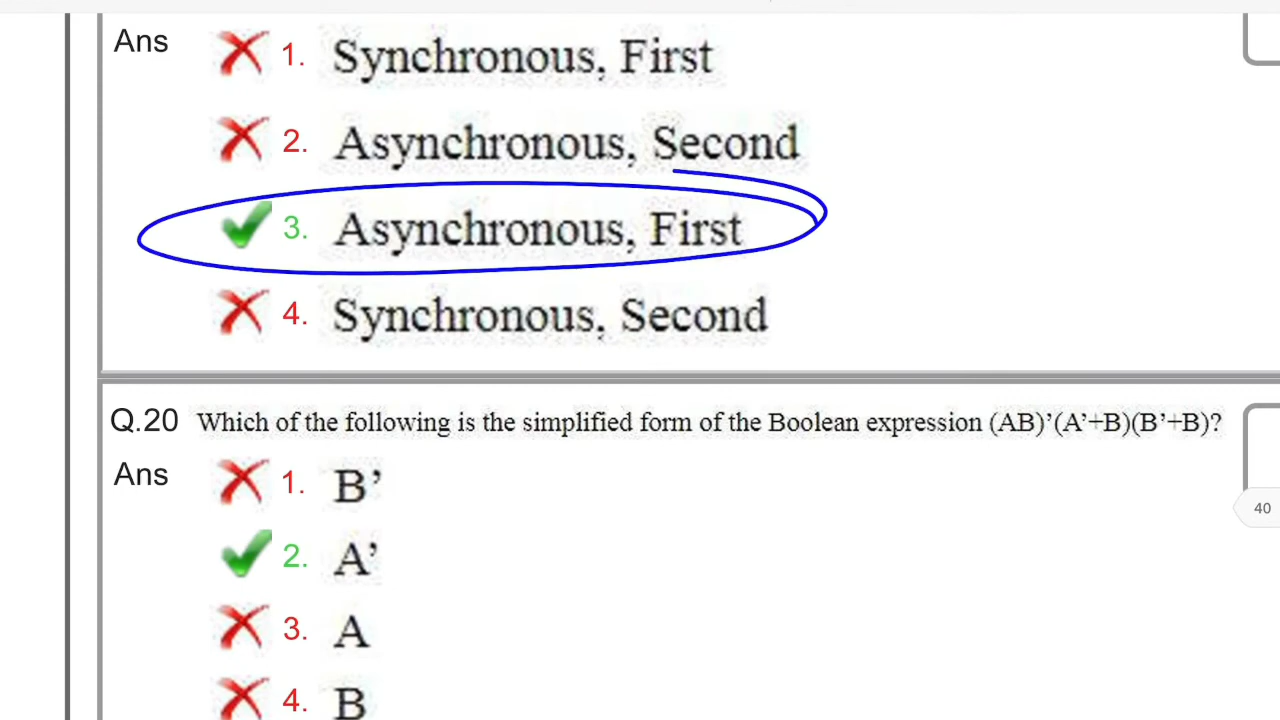 Ans 1. Synchronous, First
2. Asynchronous, Second
3. Asynchronous, First
4. Synchronous, Second
Q.20 Which of the following is the simplified form of the Boolean expression (AB)’(A’+B)(B’+B)?
Ans 1. B’
2. A’
3. A
4. B
40